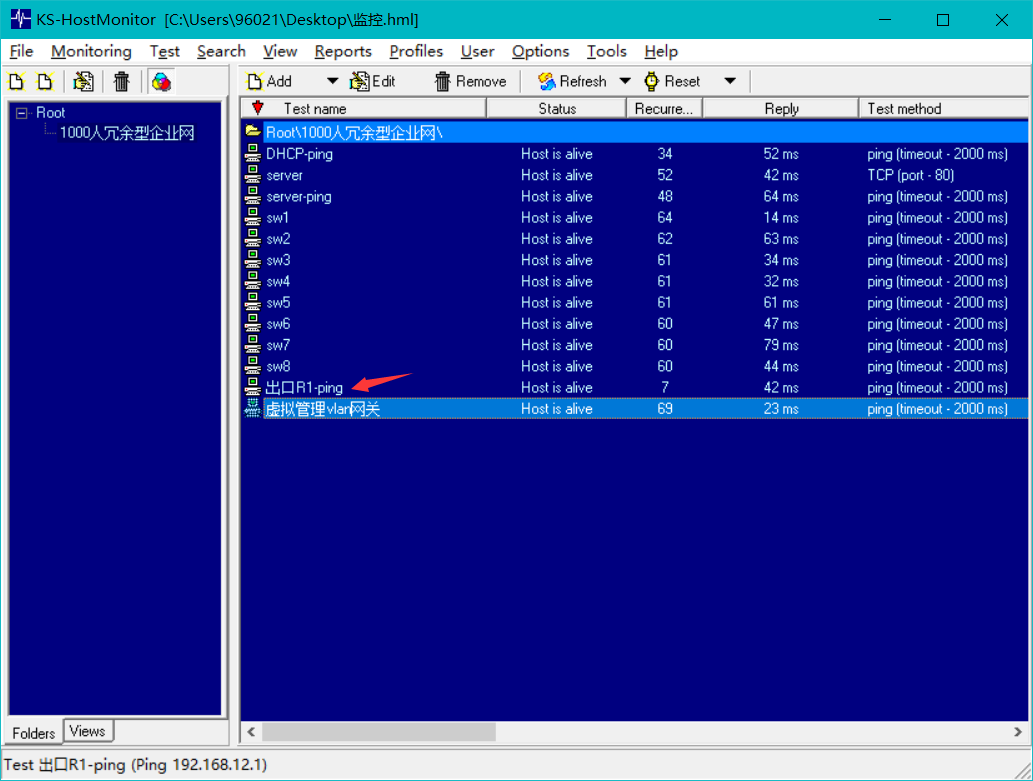 KS-HostMonitor [C:\Users\96021\Desktop\监控.hml]
File Monitoring Test Search View Reports Profiles User Options Tools Help
Add Edit Remove Refresh Reset
Root
1000人冗余型企业网
Test name Status Recurre... Reply Test method
Root\1000人冗余型企业网\
DHCP-ping Host is alive 34 52 ms ping (timeout - 2000 ms)
server Host is alive 52 42 ms TCP (port - 80)
server-ping Host is alive 48 64 ms ping (timeout - 2000 ms)
sw1 Host is alive 64 14 ms ping (timeout - 2000 ms)
sw2 Host is alive 62 63 ms ping (timeout - 2000 ms)
sw3 Host is alive 61 34 ms ping (timeout - 2000 ms)
sw4 Host is alive 61 32 ms ping (timeout - 2000 ms)
sw5 Host is alive 61 61 ms ping (timeout - 2000 ms)
sw6 Host is alive 60 47 ms ping (timeout - 2000 ms)
sw7 Host is alive 60 79 ms ping (timeout - 2000 ms)
sw8 Host is alive 60 44 ms ping (timeout - 2000 ms)
出口R1-ping Host is alive 7 42 ms ping (timeout - 2000 ms)
虚拟管理vlan网关 Host is alive 69 23 ms ping (timeout - 2000 ms)
Folders Views
Test 出口R1-ping (Ping 192.168.12.1)